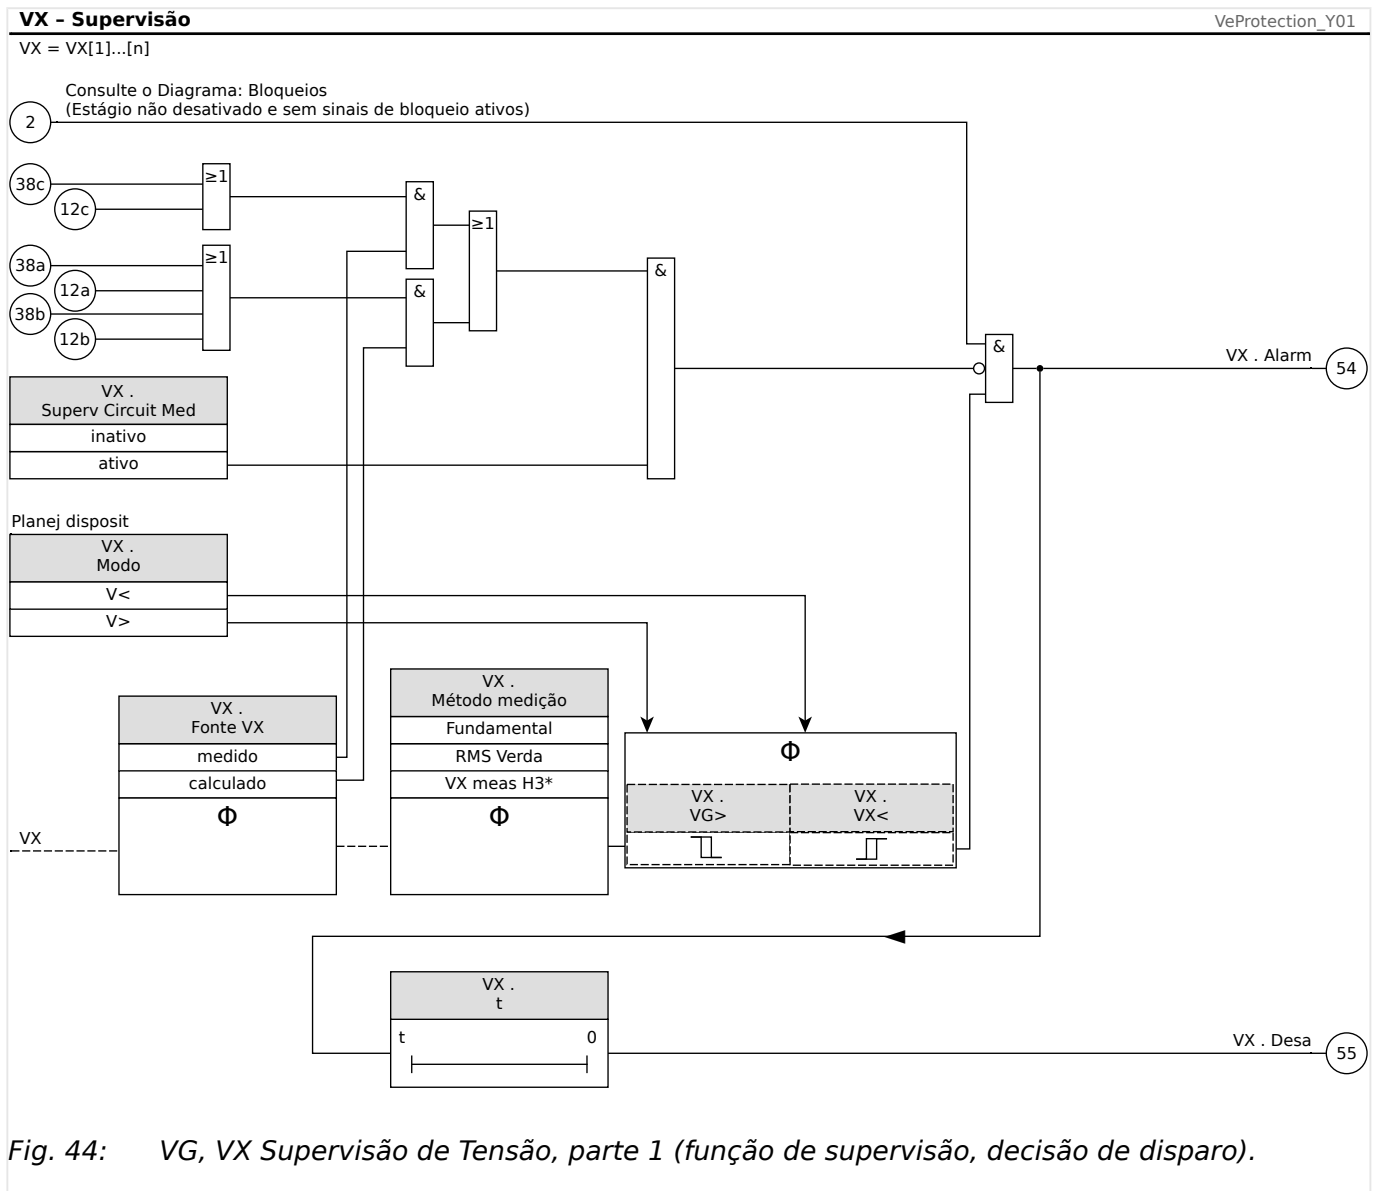 VX – Supervisão
VeProtection_Y01
VX = VX[1]...[n]
Consulte o Diagrama: Bloqueios
(Estágio não desativado e sem sinais de bloqueio ativos)
2
38c
12c
≥1
&
≥1
38a
12a
38b
12b
≥1
&
&
&
VX . Alarm
54
VX .
Superv Circuit Med
inativo
ativo
Planej disposit
VX .
Modo
V<
V>
VX .
Fonte VX
medido
calculado
Φ
VX
VX .
Método medição
Fundamental
RMS Verda
VX meas H3*
Φ
Φ
VX .
VG>
VX .
VX<
VX .
t
t
0
VX . Desa
55
Fig. 44: VG, VX Supervisão de Tensão, parte 1 (função de supervisão, decisão de disparo).